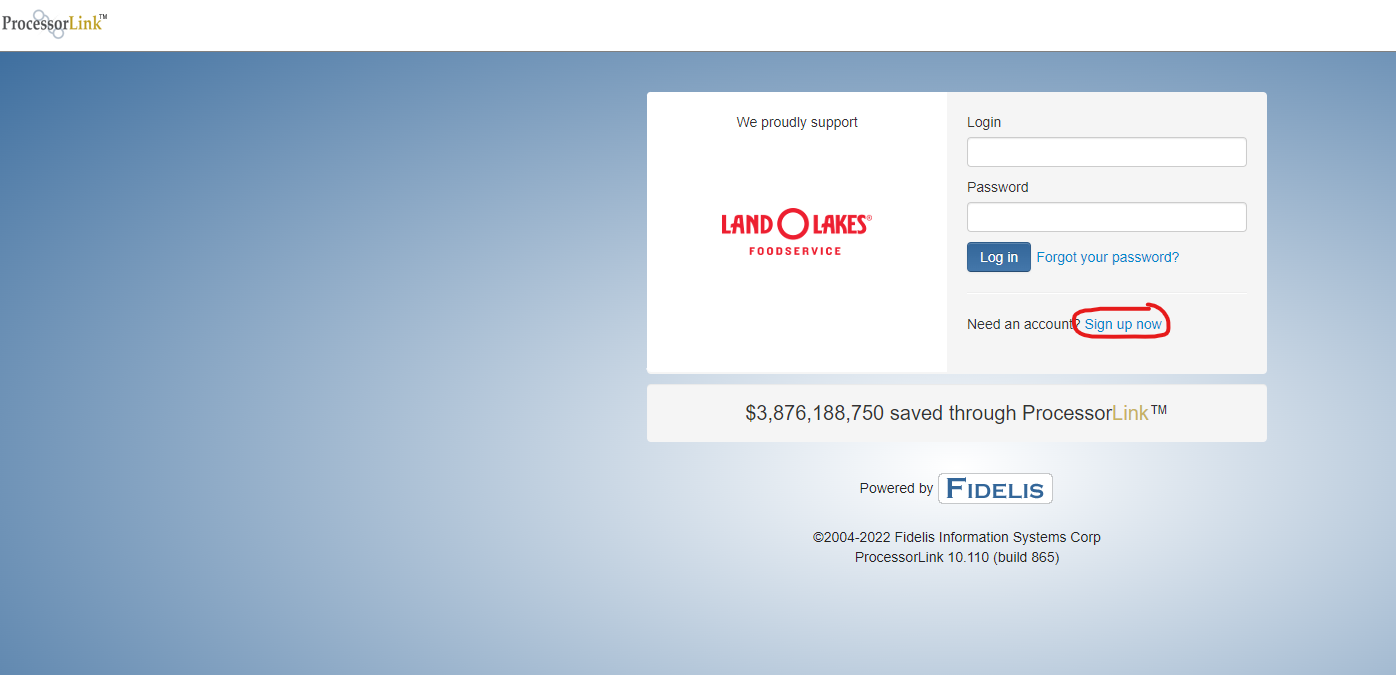 ProcessorLink™
We proudly support
LAND O LAKES®
FOODSERVICE
Login
Password
Log in Forgot your password?
Need an account? Sign up now
$3,876,188,750 saved through ProcessorLink™
Powered by FIDELIS
©2004-2022 Fidelis Information Systems Corp
ProcessorLink 10.110 (build 865)